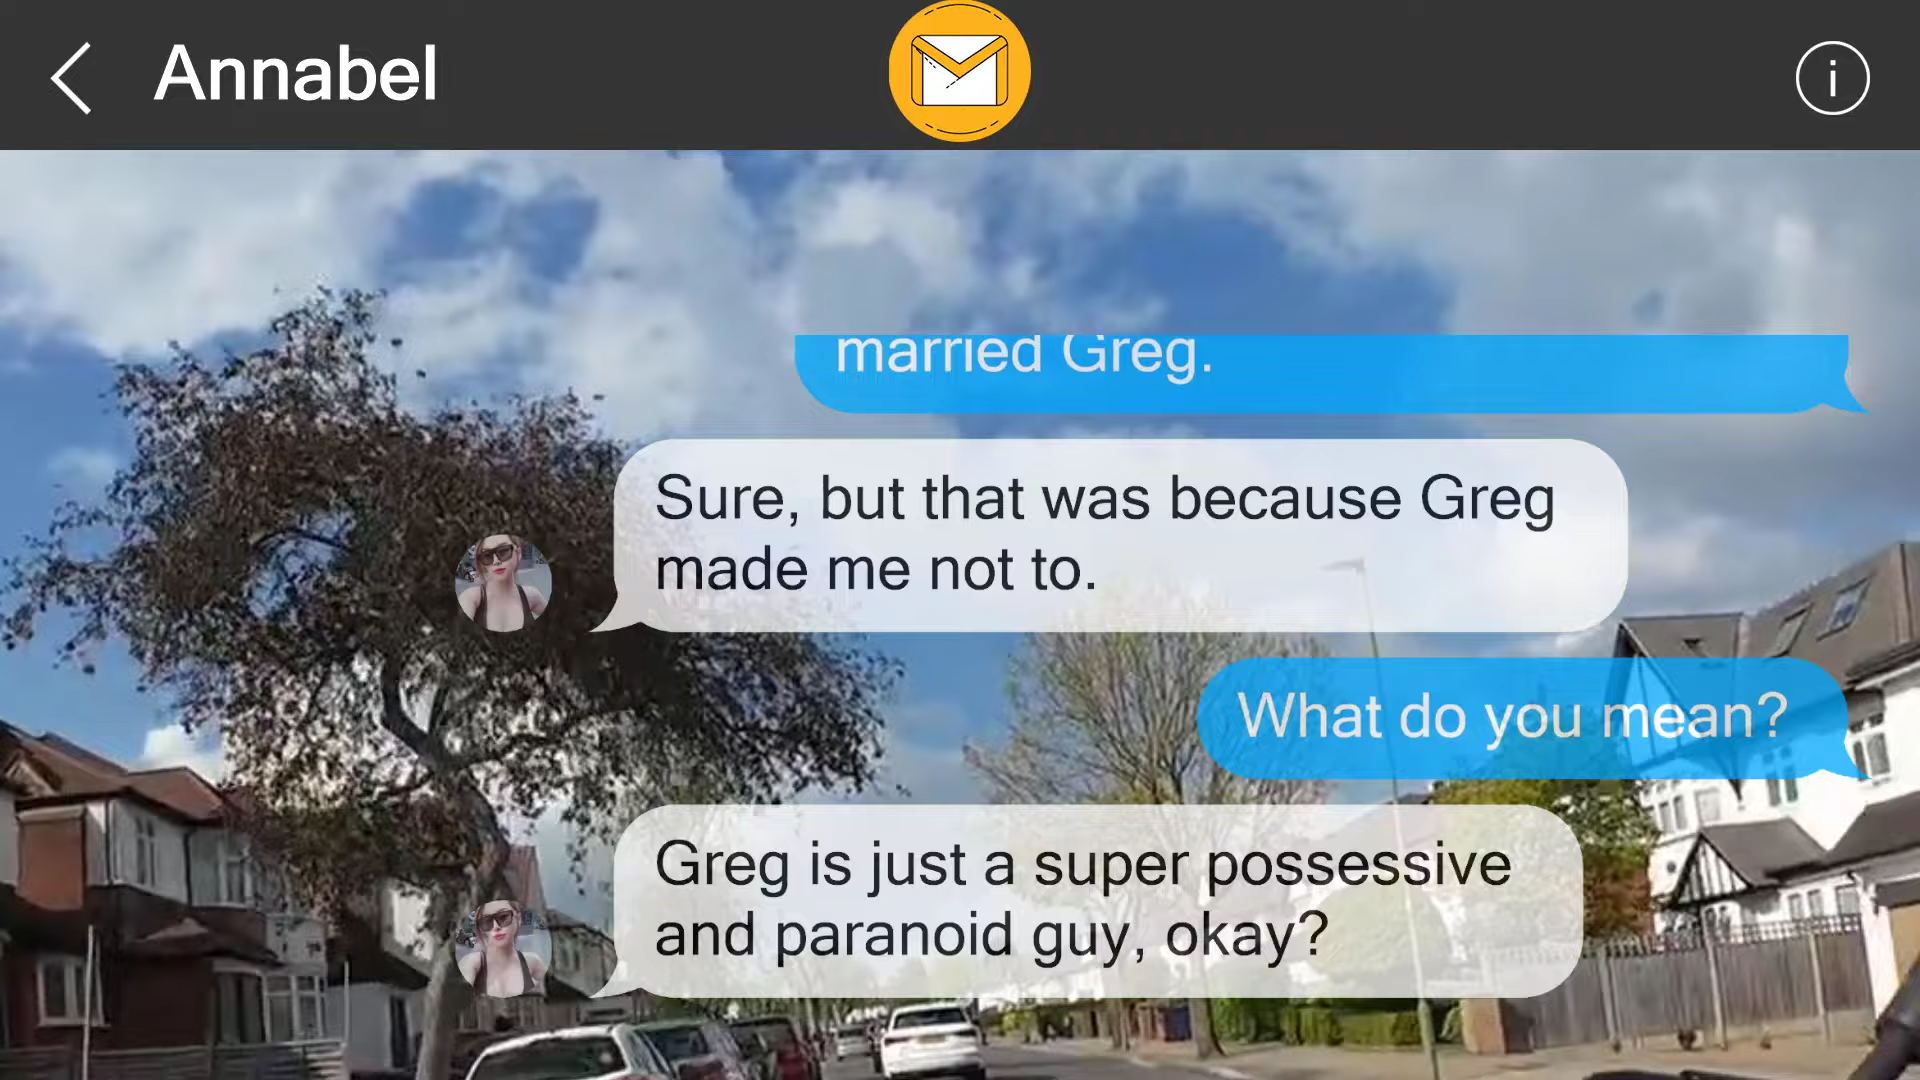 Annabel
married Greg.
Sure, but that was because Greg
made me not to.
What do you mean?
Greg is just a super possessive
and paranoid guy, okay?